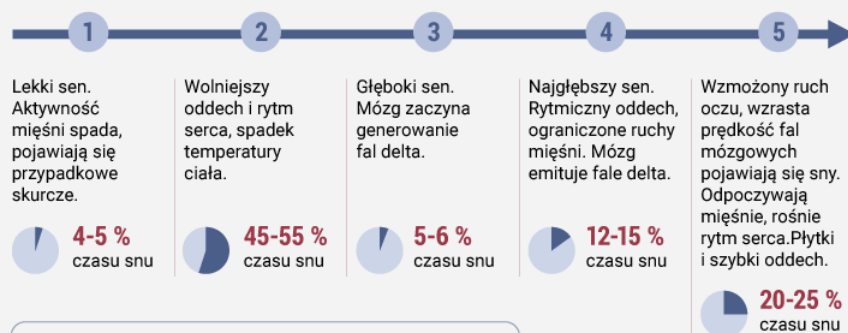 1
2
3
4
5
Lekki sen.
Aktywność
mięśni spada,
pojawiają się
przypadkowe
skurcze.
4-5 %
czasu snu
Wolniejszy
oddech i rytm
serca, spadek
temperatury
ciała.
45-55 %
czasu snu
Głęboki sen.
Mózg zaczyna
generowanie
fal delta.
5-6 %
czasu snu
Najgłębszy sen.
Rytmiczny oddech,
ograniczone ruchy
mięśni. Mózg
emituje fale delta.
12-15 %
czasu snu
Wzmożony ruch
oczu, wzrasta
prędkość fal
mózgowych
pojawiają się sny.
Odpoczywają
mięśnie, rośnie
rytm serca.Płytki
i szybki oddech.
20-25 %
czasu snu